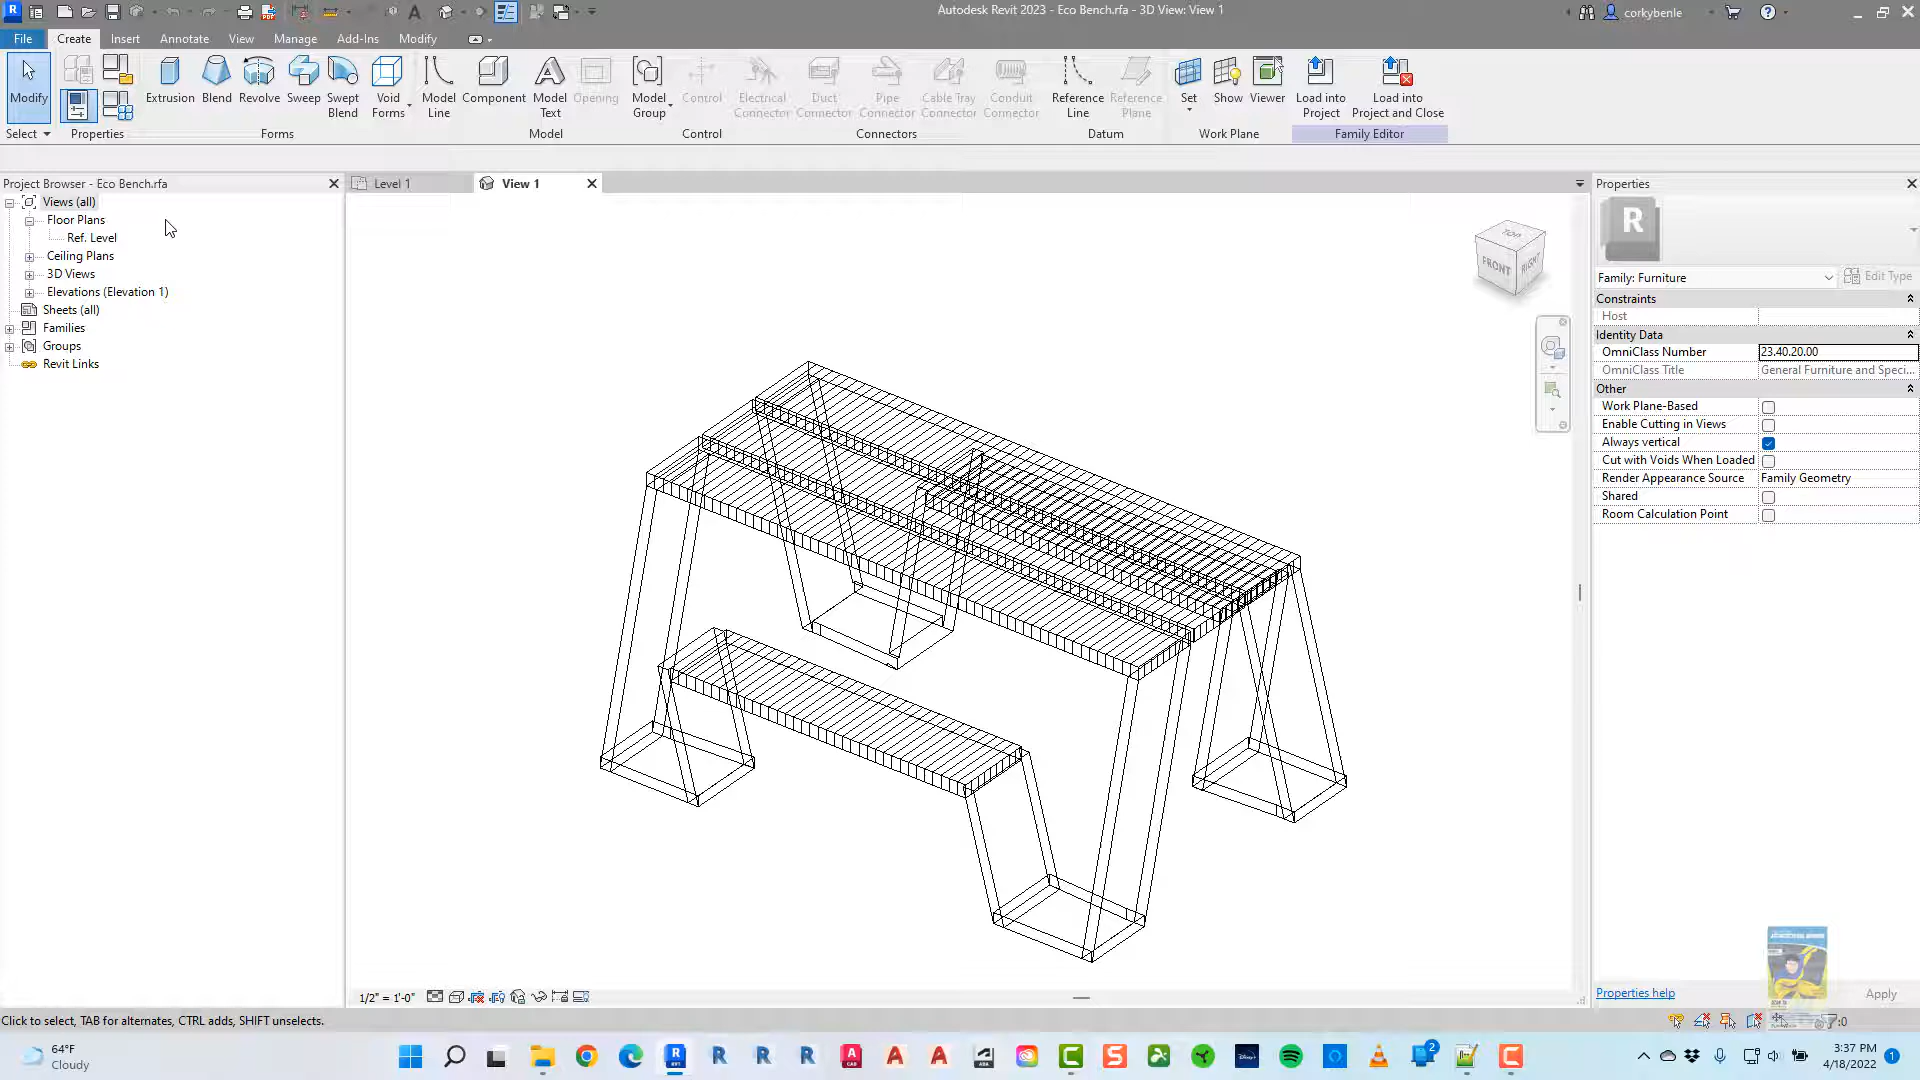 Autodesk Revit 2023 - Eco Bench.rfa - 3D View: View 1
corkybenle
File Create Insert Annotate View Manage Add-Ins Modify
Modify
Extrusion Blend Revolve Sweep Swept Blend Void Forms
Model Line Component Model Text Opening Model Group
Control
Electrical Connector Duct Connector Pipe Connector Cable Tray Connector Conduit Connector
Reference Line Reference Plane
Set Show Viewer
Load into Project Load into Project and Close
Select Properties Forms Model Control Connectors Datum Work Plane Family Editor
Project Browser - Eco Bench.rfa
Views (all)
Floor Plans
Ref. Level
Ceiling Plans
3D Views
Elevations (Elevation 1)
Sheets (all)
Families
Groups
Revit Links
Level 1
View 1
TOP
FRONT
RIGHT
Properties
R
Family: Furniture
Edit Type
Constraints
Host
Identity Data
OmniClass Number 23.40.20.00
OmniClass Title General Furniture and Speci...
Other
Work Plane-Based
Enable Cutting in Views
Always vertical
Cut with Voids When Loaded
Render Appearance Source Family Geometry
Shared
Room Calculation Point
Properties help
Apply
1/2" = 1'-0"
Click to select, TAB for alternates, CTRL adds, SHIFT unselects.
:0
64°F
Cloudy
2
3:37 PM
4/18/2022
1